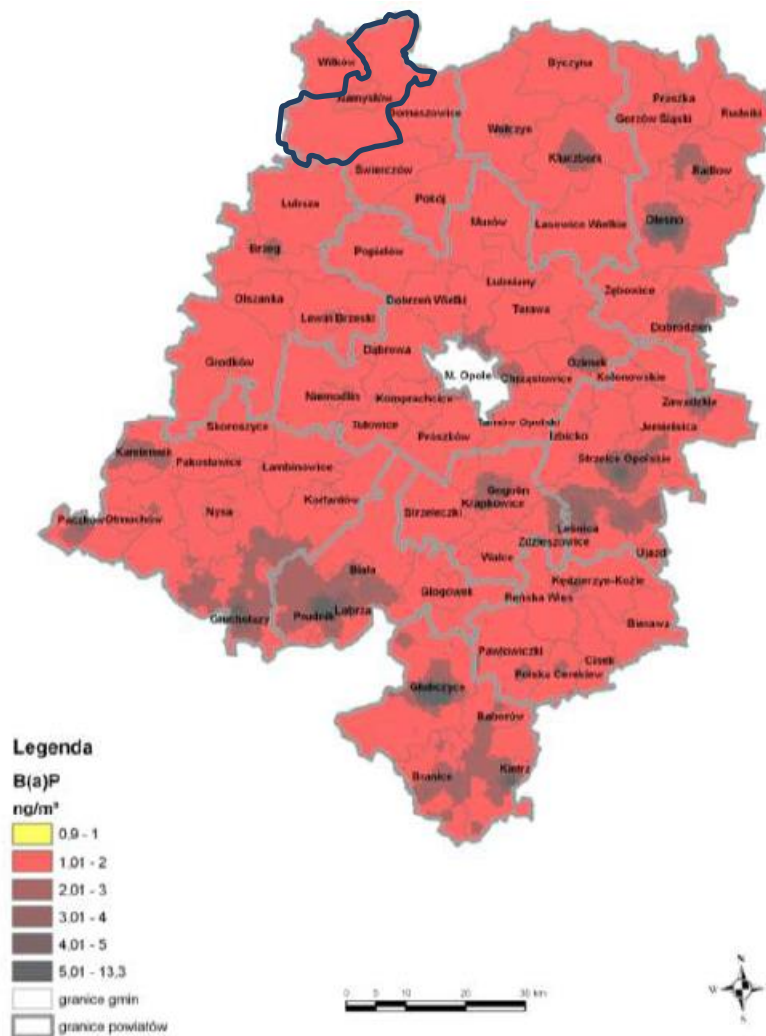 Wilków
Byczyna
Namysłów
Domaszowice
Praszka
Rudniki
Gorzów Śląski
Wołczyn
Kluczbork
Radłów
Świerczów
Pokój
Lubsza
Murów
Lasowice Wielkie
Olesno
Brzeg
Popielów
Łubniany
Zębowice
Olszanka
Dobrzeń Wielki
Turawa
Lewin Brzeski
Dobrodzień
Dąbrowa
Grodków
M. Opole
Chrząstowice
Ozimek
Kolonowskie
Niemodlin
Komprachcice
Zawadzkie
Skoroszyce
Tułowice
Prószków
Tarnów Opolski
Izbicko
Jemielnica
Kamiennik
Pakosławice
Łambinowice
Strzelce Opolskie
Korfantów
Gogolin
Strzeleczki
Krapkowice
Paczków
Otmuchów
Nysa
Leśnica
Zdzieszowice
Walce
Ujazd
Biała
Kędzierzyn-Koźle
Głogówek
Reńska Wieś
Głuchołazy
Prudnik
Lubrza
Bierawa
Pawłowiczki
Cisek
Polska Cerekiew
Głubczyce
Baborów
Branice
Kietrz
Legenda
B(a)P
ng/m³
0,9 - 1
1,01 - 2
2,01 - 3
3,01 - 4
4,01 - 5
5,01 - 13,3
granice gmin
granice powiatów
0 5 10 20 30 km
N
W E
S